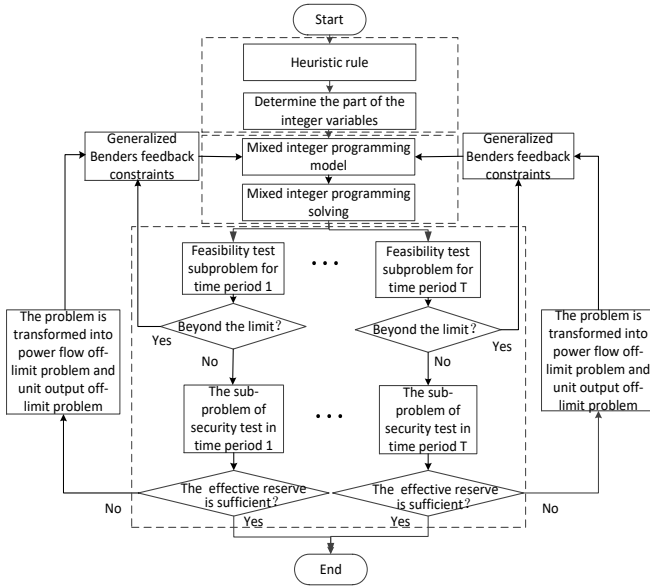 Start
Heuristic rule
Determine the part of the
integer variables
Generalized
Benders feedback
constraints
Mixed integer programming
model
Generalized
Benders feedback
constraints
Mixed integer programming
solving
Feasibility test
subproblem for
time period 1
• • •
Feasibility test
subproblem for
time period T
The problem is
transformed into
power flow off-
limit problem and
unit output off-
limit problem
Beyond the limit?
Yes
No
Beyond the limit?
Yes
No
The problem is
transformed into
power flow off-
limit problem and
unit output off-
limit problem
The sub-
problem of
security test in
time period 1
• • •
The sub-
problem of
security test in
time period T
The effective reserve
is sufficient?
No
Yes
The effective reserve
is sufficient?
Yes
No
End